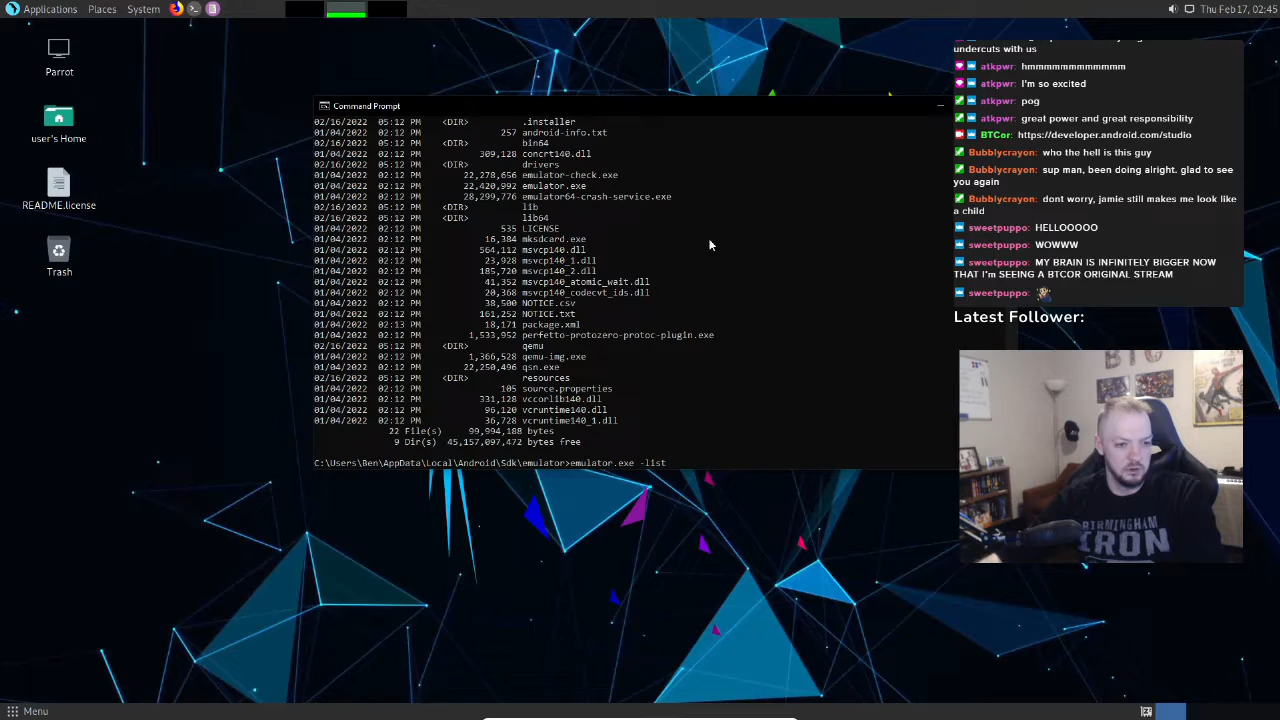 Applications Places System
Thu Feb 17, 02:45
Parrot
user's Home
README.license
Trash
Command Prompt
02/16/2022 05:12 PM <DIR> .installer
01/04/2022 02:12 PM 257 android-info.txt
02/16/2022 05:12 PM <DIR> bin64
01/04/2022 02:12 PM 309,128 concrt140.dll
02/16/2022 05:12 PM <DIR> drivers
01/04/2022 02:12 PM 22,278,656 emulator-check.exe
01/04/2022 02:12 PM 22,420,992 emulator.exe
01/04/2022 02:12 PM 28,299,776 emulator64-crash-service.exe
02/16/2022 05:12 PM <DIR> lib
02/16/2022 05:12 PM <DIR> lib64
01/04/2022 02:12 PM 535 LICENSE
01/04/2022 02:12 PM 16,384 mksdcard.exe
01/04/2022 02:12 PM 564,112 msvcp140.dll
01/04/2022 02:12 PM 23,928 msvcp140_1.dll
01/04/2022 02:12 PM 185,720 msvcp140_2.dll
01/04/2022 02:12 PM 41,352 msvcp140_atomic_wait.dll
01/04/2022 02:12 PM 20,368 msvcp140_codecvt_ids.dll
01/04/2022 02:12 PM 38,500 NOTICE.csv
01/04/2022 02:12 PM 161,252 NOTICE.txt
01/04/2022 02:13 PM 18,171 package.xml
01/04/2022 02:12 PM 1,533,952 perfetto-protozero-protoc-plugin.exe
02/16/2022 05:12 PM <DIR> qemu
01/04/2022 02:12 PM 1,366,528 qemu-img.exe
01/04/2022 02:12 PM 22,250,496 qsn.exe
02/16/2022 05:12 PM <DIR> resources
01/04/2022 02:12 PM 105 source.properties
01/04/2022 02:12 PM 331,128 vccorlib140.dll
01/04/2022 02:12 PM 96,120 vcruntime140.dll
01/04/2022 02:12 PM 36,728 vcruntime140_1.dll
22 File(s) 99,994,188 bytes
9 Dir(s) 45,157,097,472 bytes free
C:\Users\Ben\AppData\Local\Android\Sdk\emulator>emulator.exe -list
undercuts with us
atkpwr: hmmmmmmmmmmmm
atkpwr: I'm so excited
atkpwr: pog
atkpwr: great power and great responsibility
BTCor: https://developer.android.com/studio
Bubblycrayon: who the hell is this guy
Bubblycrayon: sup man, been doing alright. glad to see
you again
Bubblycrayon: dont worry, jamie still makes me look like
a child
sweetpuppo: HELLOOOOO
sweetpuppo: WOWWW
sweetpuppo: MY BRAIN IS INFINITELY BIGGER NOW
THAT I'm SEEING A BTCOR ORIGINAL STREAM
sweetpuppo:
Latest Follower:
BTC
BIRMINGHAM
IRON
Menu